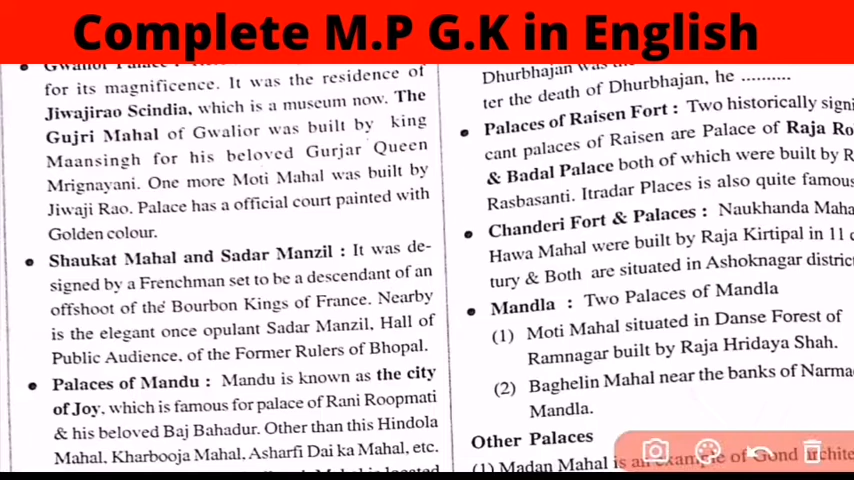 Complete M.P G.K in English
for its magnificence. It was the residence of
Jiwajirao Scindia, which is a museum now. The
Gujri Mahal of Gwalior was built by king
Maansingh for his beloved Gurjar Queen
Mrignayani. One more Moti Mahal was built by
Jiwaji Rao. Palace has a official court painted with
Golden colour.
Shaukat Mahal and Sadar Manzil : It was de-
signed by a Frenchman set to be a descendant of an
offshoot of the Bourbon Kings of France. Nearby
is the elegant once opulant Sadar Manzil, Hall of
Public Audience, of the Former Rulers of Bhopal.
Palaces of Mandu : Mandu is known as the city
of Joy, which is famous for palace of Rani Roopmati
& his beloved Baj Bahadur. Other than this Hindola
Mahal, Kharbooja Mahal, Asharfi Dai ka Mahal, etc.
Dhurbhajan was the
ter the death of Dhurbhajan, he ..........
Palaces of Raisen Fort : Two historically signi
cant palaces of Raisen are Palace of Raja Ro
& Badal Palace both of which were built by R
Rasbasanti. Itradar Places is also quite famous
Chanderi Fort & Palaces : Naukhanda Maha
Hawa Mahal were built by Raja Kirtipal in 11 c
tury & Both are situated in Ashoknagar distric
Mandla : Two Palaces of Mandla
(1) Moti Mahal situated in Danse Forest of
Ramnagar built by Raja Hridaya Shah.
(2) Baghelin Mahal near the banks of Narma
Mandla.
Other Palaces
(1) Madan Mahal is an example of Gond archite